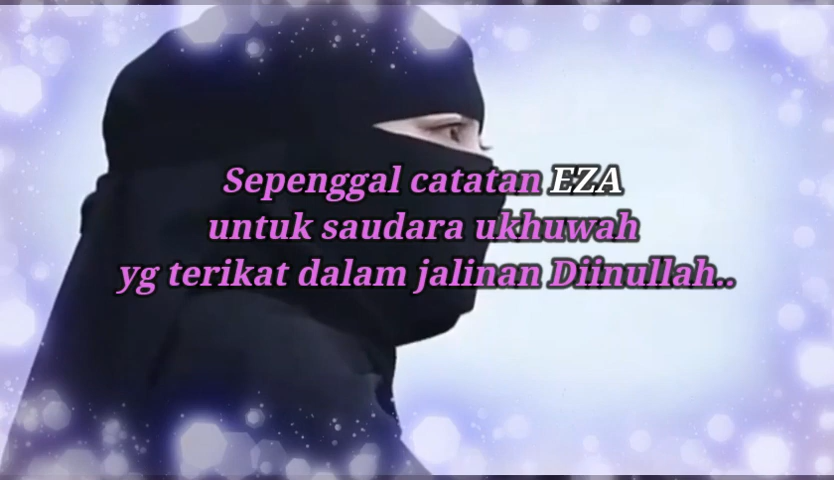 Sepenggal catatan EZA
untuk saudara ukhuwah
yg terikat dalam jalinan Diinullah..